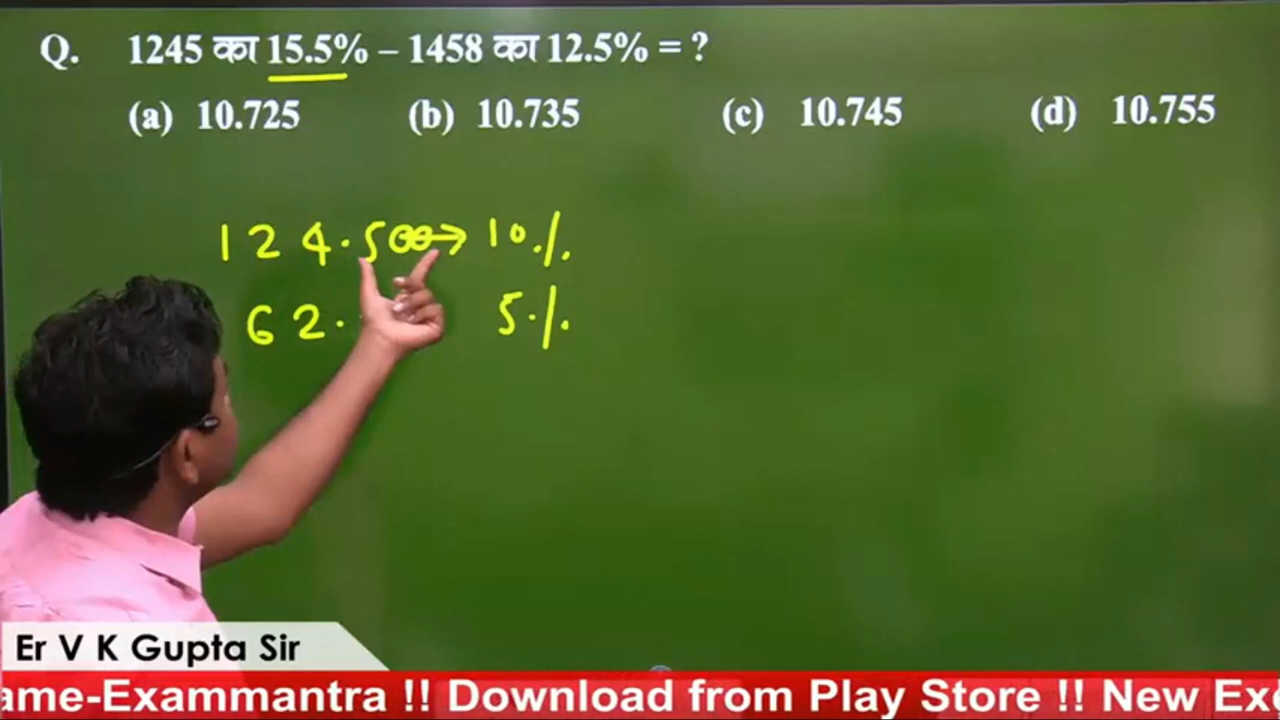 Q. 1245 का 15.5% – 1458 का 12.5% = ?
(a) 10.725 (b) 10.735 (c) 10.745 (d) 10.755
124.500→ 10%
62. 5%
Er V K Gupta Sir
ame-Exammantra !! Download from Play Store !! New Ex